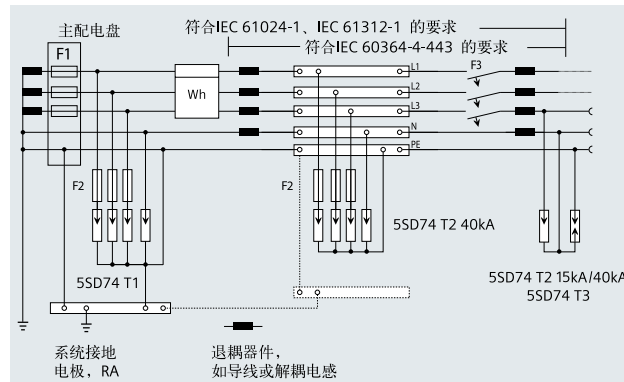 符合IEC 61024-1、IEC 61312-1 的要求
主配电盘
符合IEC 60364-4-443 的要求
F1
L1
F3
Wh
L2
L3
N
PE
F2
F2
5SD74 T2 40kA
5SD74 T1
5SD74 T2 15kA/40kA
5SD74 T3
系统接地
电极，RA
退耦器件，
如导线或解耦电感